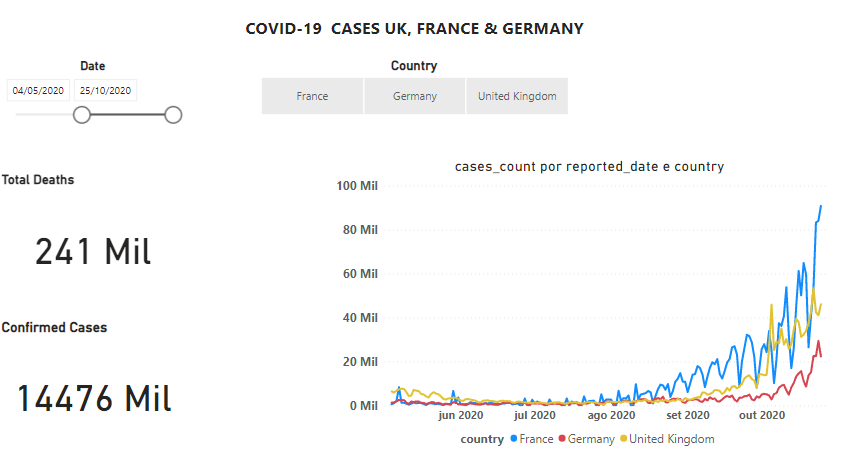 COVID-19 CASES UK, FRANCE & GERMANY
Date
04/05/2020 25/10/2020
Country
France Germany United Kingdom
Total Deaths
241 Mil
Confirmed Cases
14476 Mil
cases_count por reported_date e country
100 Mil
80 Mil
60 Mil
40 Mil
20 Mil
0 Mil
jun 2020 jul 2020 ago 2020 set 2020 out 2020
country France Germany United Kingdom